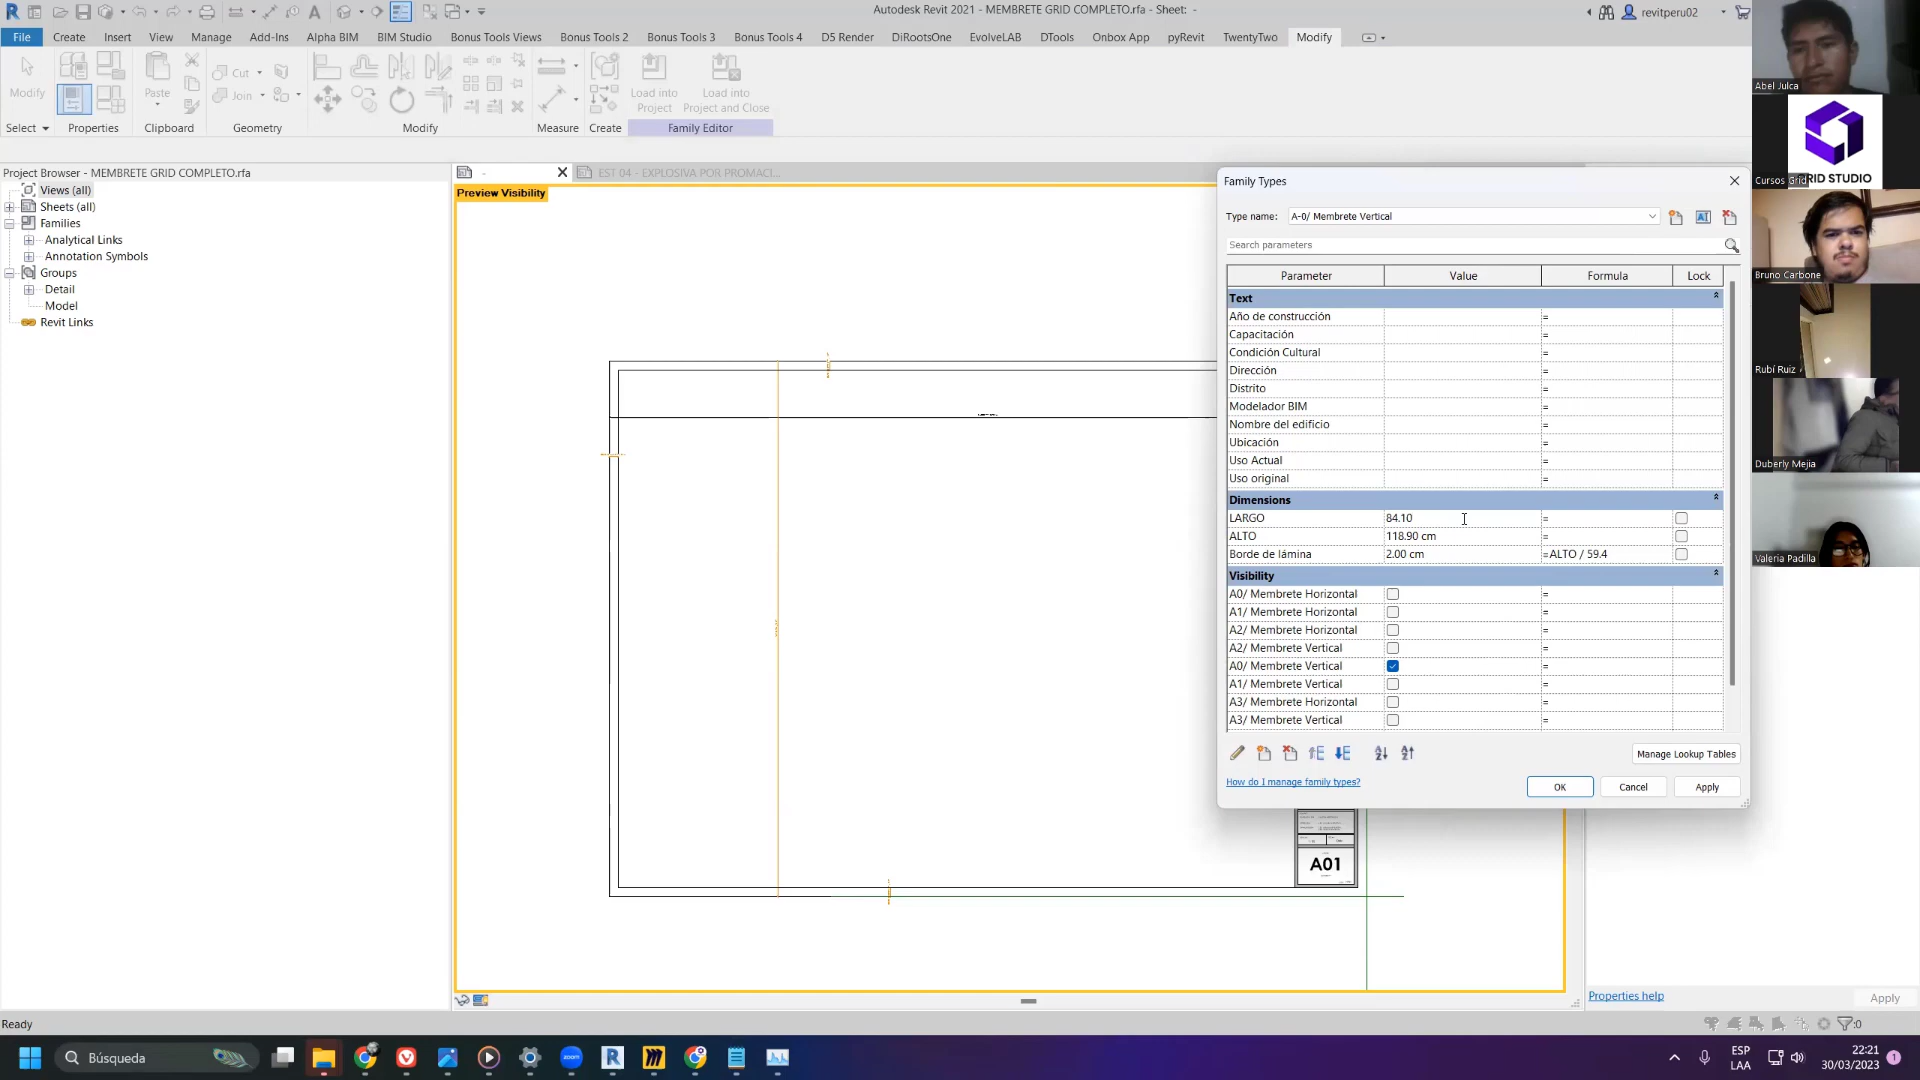 Autodesk Revit 2021 - MEMBRETE GRID COMPLETO.rfa - Sheet: -
revitperu02
File Create Insert View Manage Add-Ins Alpha BIM BIM Studio Bonus Tools Views Bonus Tools 2 Bonus Tools 3 Bonus Tools 4 D5 Render DiRootsOne EvolveLAB DTools Onbox App pyRevit TwentyTwo Modify
Modify
Paste
Cut
Join
Load into Project
Load into Project and Close
Select Properties Clipboard Geometry Modify Measure Create Family Editor
Project Browser - MEMBRETE GRID COMPLETO.rfa
Views (all)
Sheets (all)
Families
Analytical Links
Annotation Symbols
Groups
Detail
Model
Revit Links
-
EST 04 - EXPLOSIVA POR PROMACI...
Preview Visibility
A01
Family Types
Type name: A-0/ Membrete Vertical
Search parameters
Parameter Value Formula Lock
Text
Año de construcción =
Capacitación =
Condición Cultural =
Dirección =
Distrito =
Modelador BIM =
Nombre del edificio =
Ubicación =
Uso Actual =
Uso original =
Dimensions
LARGO 84.10 =
ALTO 118.90 cm =
Borde de lámina 2.00 cm =ALTO / 59.4
Visibility
A0/ Membrete Horizontal =
A1/ Membrete Horizontal =
A2/ Membrete Horizontal =
A2/ Membrete Vertical =
A0/ Membrete Vertical =
A1/ Membrete Vertical =
A3/ Membrete Horizontal =
A3/ Membrete Vertical =
Manage Lookup Tables
How do I manage family types?
OK Cancel Apply
Properties help
Apply
Ready
:0
Abel Julca
GRID STUDIO
Cursos Grid
Bruno Carbone
Rubí Ruiz
Duberly Mejia
Valeria Padilla
Búsqueda
zoom
ESP
LAA
22:21
30/03/2023
1